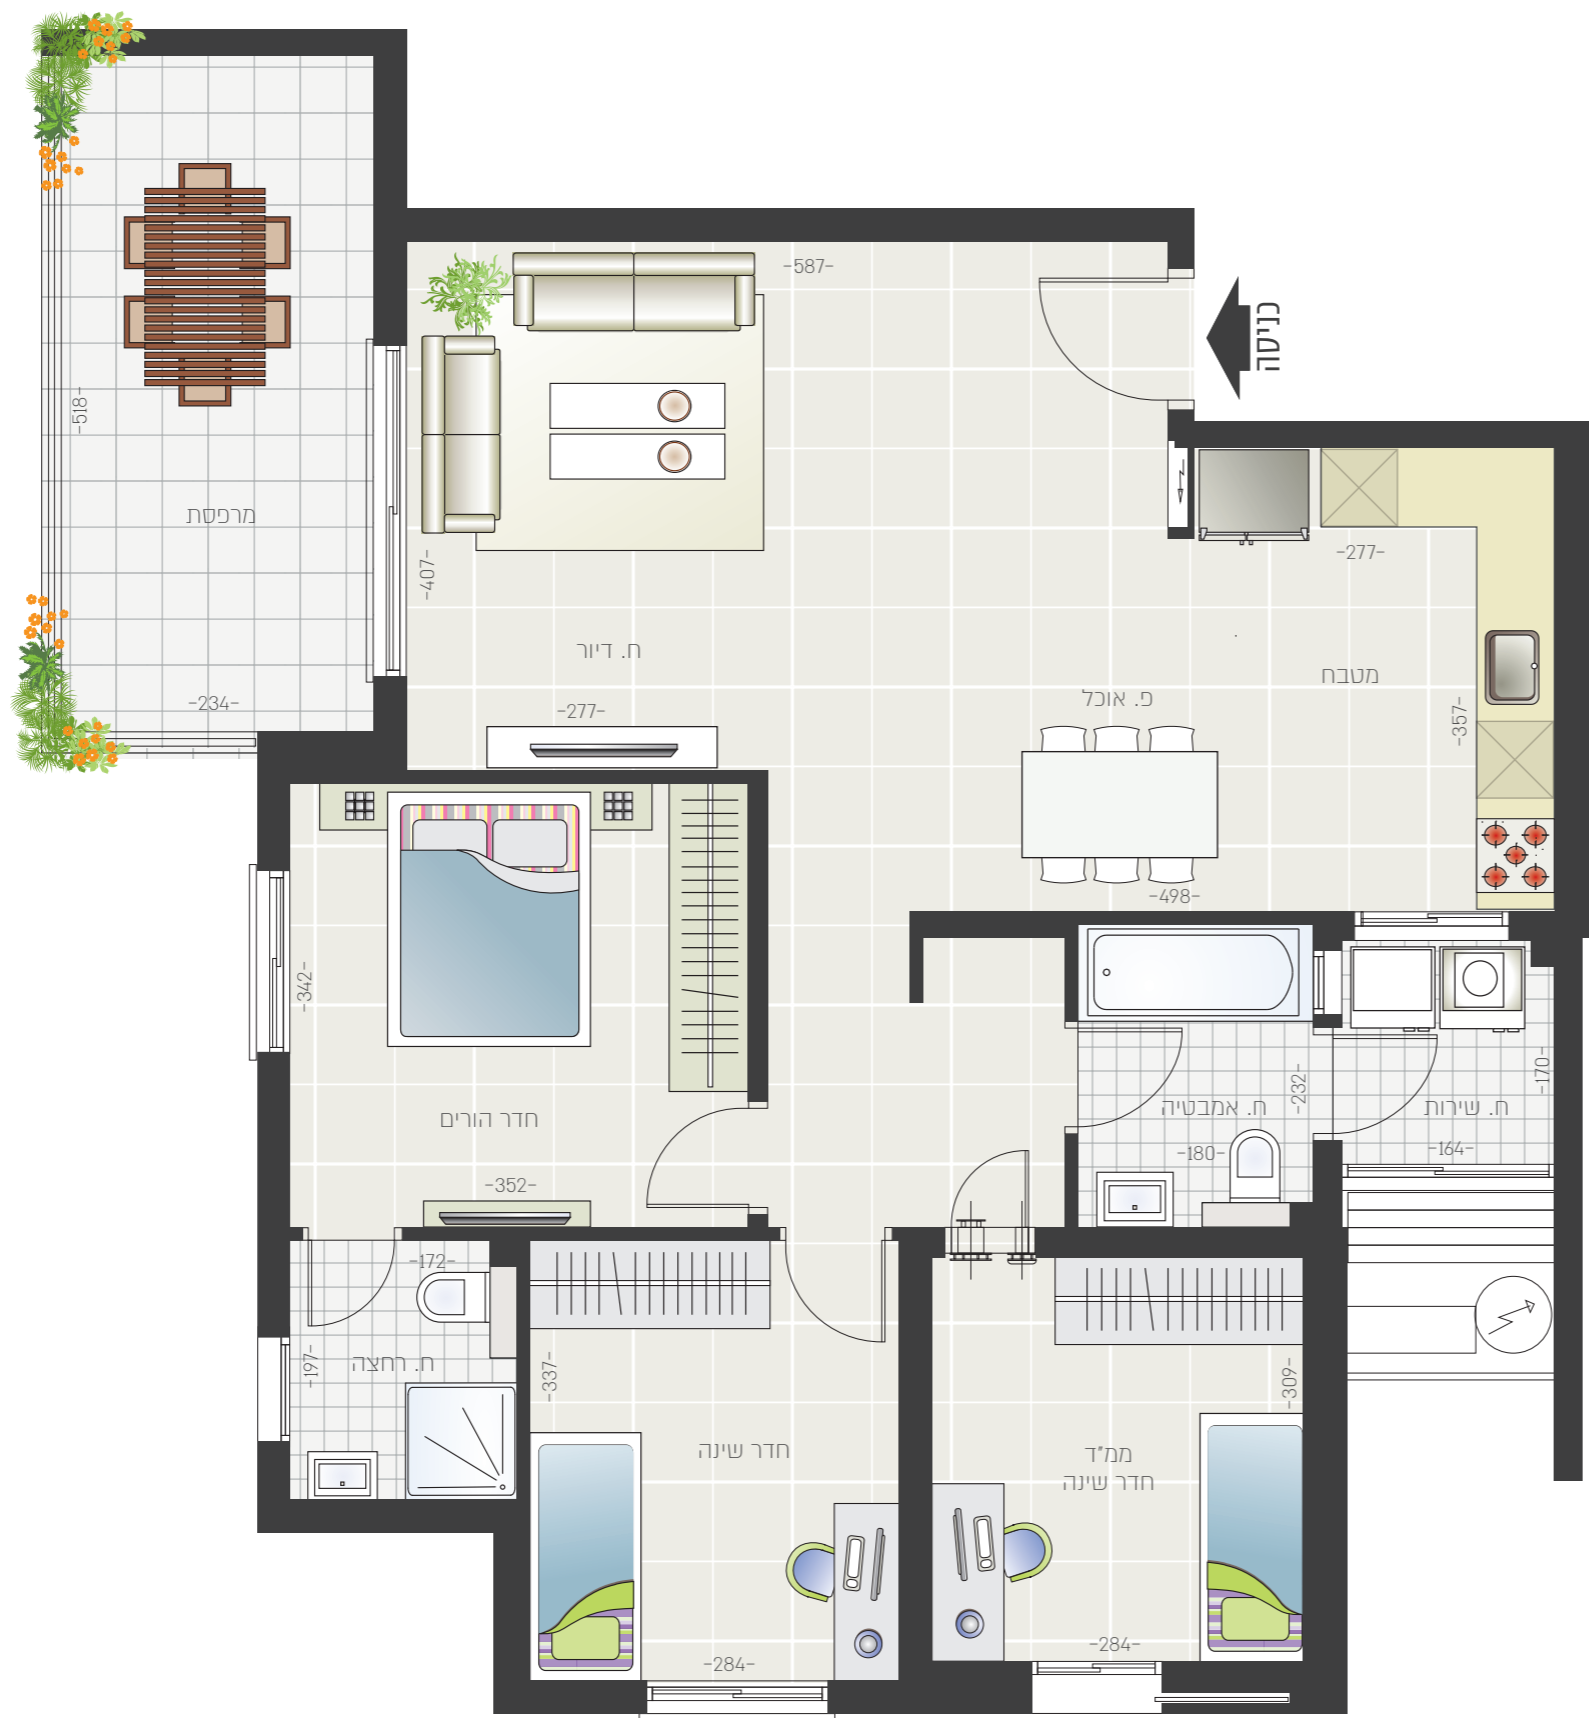 -587-
כניסה
-518-
מרפסת
-234-
-407-
ח. דיור
-277-
-277-
מטבח
פ. אוכל
-357-
-498-
-342-
חדר הורים
-352-
-232-
ח. אמבטיה
-180-
-170-
ח. שירות
-164-
-172-
-197-
ח. רחצה
-337-
חדר שינה
-284-
-309-
ממ"ד
חדר שינה
-284-